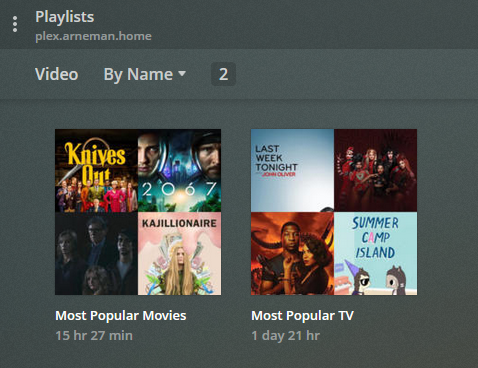 Playlists
plex.arneman.home
Video By Name 2
Knives Out
2067
KAJILLIONAIRE
LAST WEEK TONIGHT
JOHN OLIVER
SUMMER CAMP ISLAND
Most Popular Movies
15 hr 27 min
Most Popular TV
1 day 21 hr